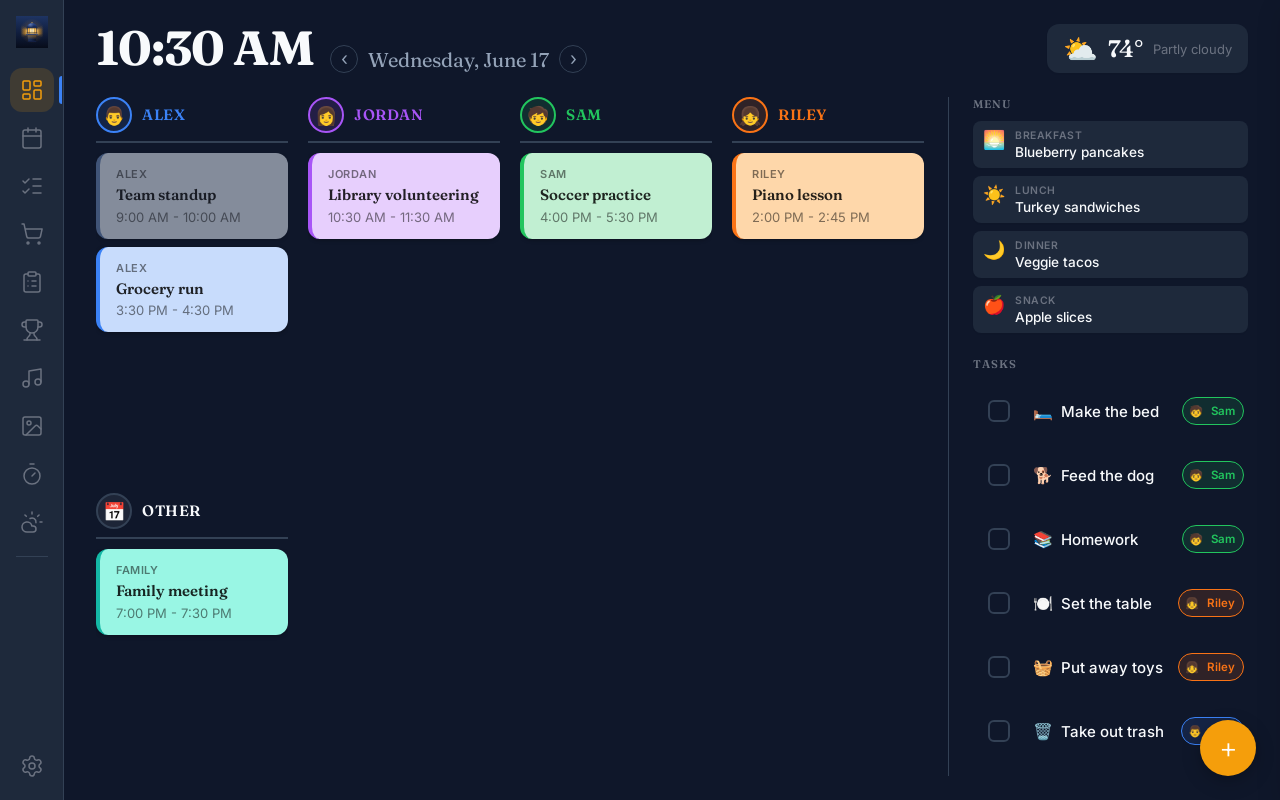 10:30 AM
Wednesday, June 17
74°
Partly cloudy
ALEX
ALEX
Team standup
9:00 AM - 10:00 AM
ALEX
Grocery run
3:30 PM - 4:30 PM
JORDAN
JORDAN
Library volunteering
10:30 AM - 11:30 AM
SAM
SAM
Soccer practice
4:00 PM - 5:30 PM
RILEY
RILEY
Piano lesson
2:00 PM - 2:45 PM
OTHER
FAMILY
Family meeting
7:00 PM - 7:30 PM
MENU
BREAKFAST
Blueberry pancakes
LUNCH
Turkey sandwiches
DINNER
Veggie tacos
SNACK
Apple slices
TASKS
Make the bed Sam
Feed the dog Sam
Homework Sam
Set the table Riley
Put away toys Riley
Take out trash